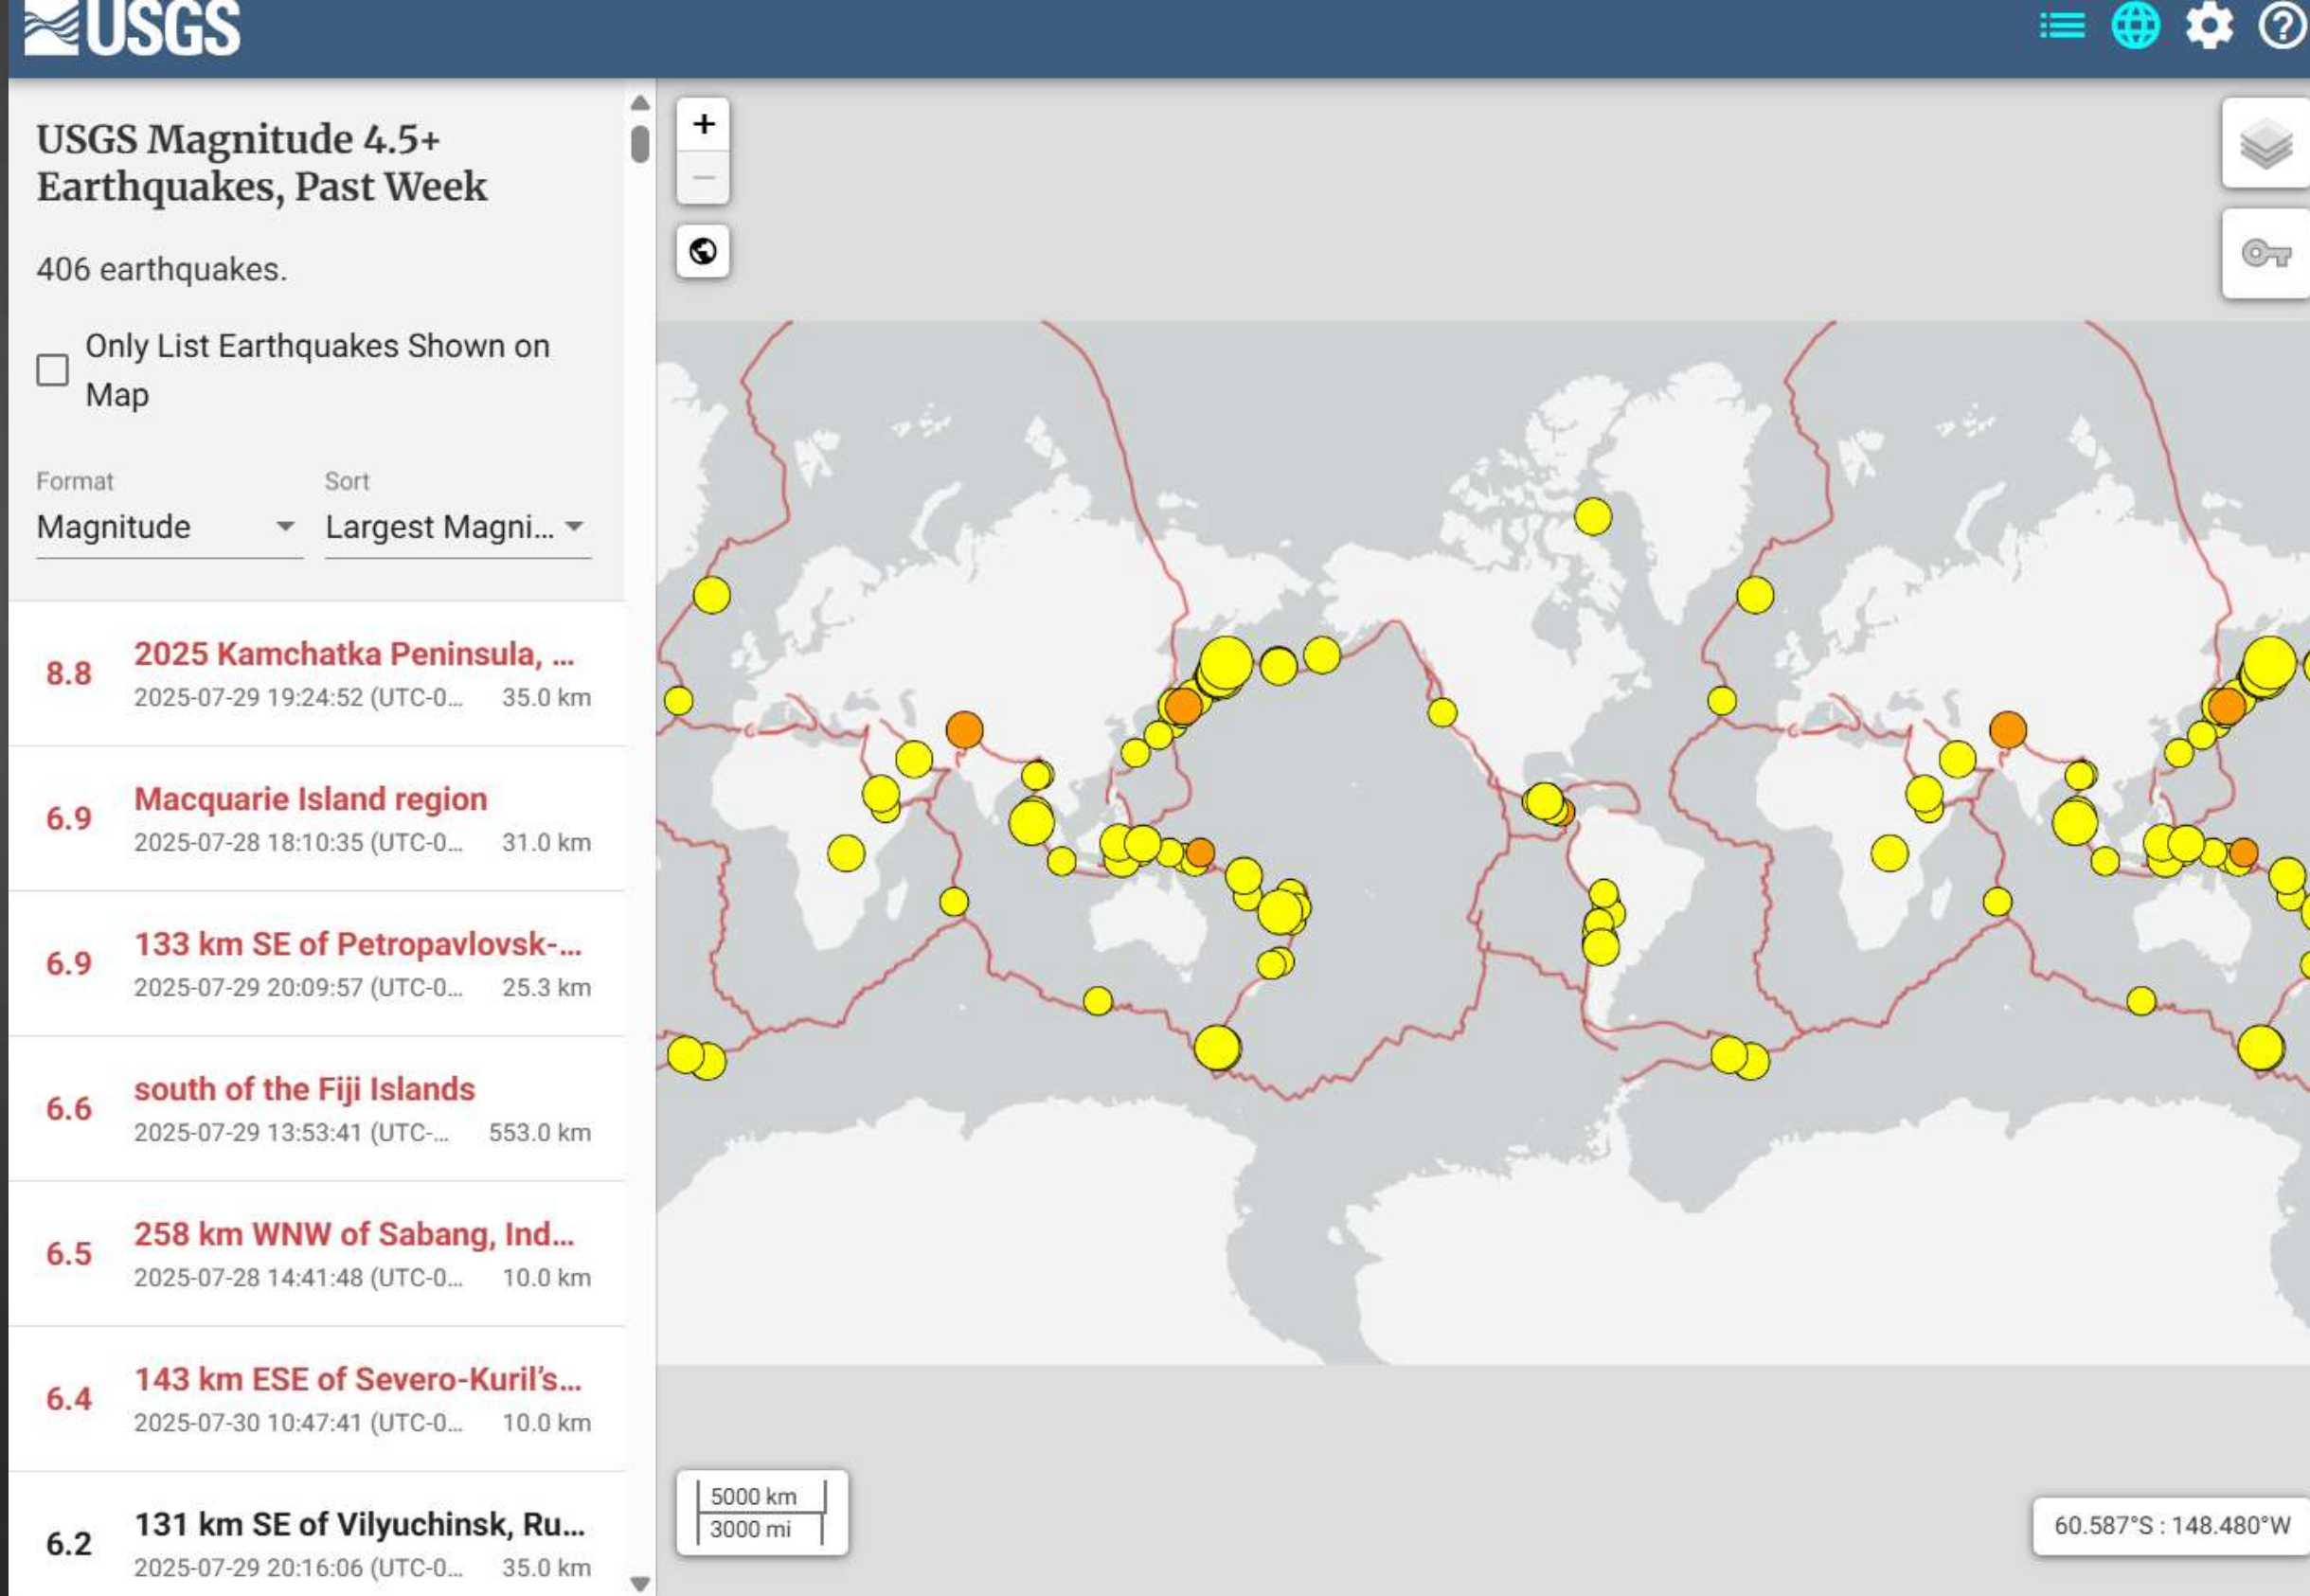 USGS
USGS Magnitude 4.5+
Earthquakes, Past Week
406 earthquakes.
Only List Earthquakes Shown on
Map
Format
Sort
Magnitude
Largest Magni...
8.8
2025 Kamchatka Peninsula, ...
2025-07-29 19:24:52 (UTC-0... 35.0 km
6.9
Macquarie Island region
2025-07-28 18:10:35 (UTC-0... 31.0 km
6.9
133 km SE of Petropavlovsk-...
2025-07-29 20:09:57 (UTC-0... 25.3 km
6.6
south of the Fiji Islands
2025-07-29 13:53:41 (UTC-... 553.0 km
6.5
258 km WNW of Sabang, Ind...
2025-07-28 14:41:48 (UTC-0... 10.0 km
6.4
143 km ESE of Severo-Kuril’s...
2025-07-30 10:47:41 (UTC-0... 10.0 km
6.2
131 km SE of Vilyuchinsk, Ru...
2025-07-29 20:16:06 (UTC-0... 35.0 km
5000 km
3000 mi
60.587°S : 148.480°W